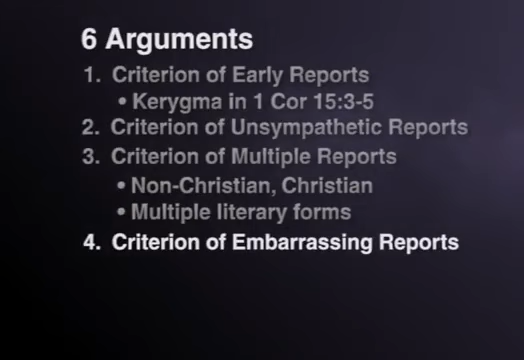 6 Arguments
1. Criterion of Early Reports
• Kerygma in 1 Cor 15:3-5
2. Criterion of Unsympathetic Reports
3. Criterion of Multiple Reports
• Non-Christian, Christian
• Multiple literary forms
4. Criterion of Embarrassing Reports